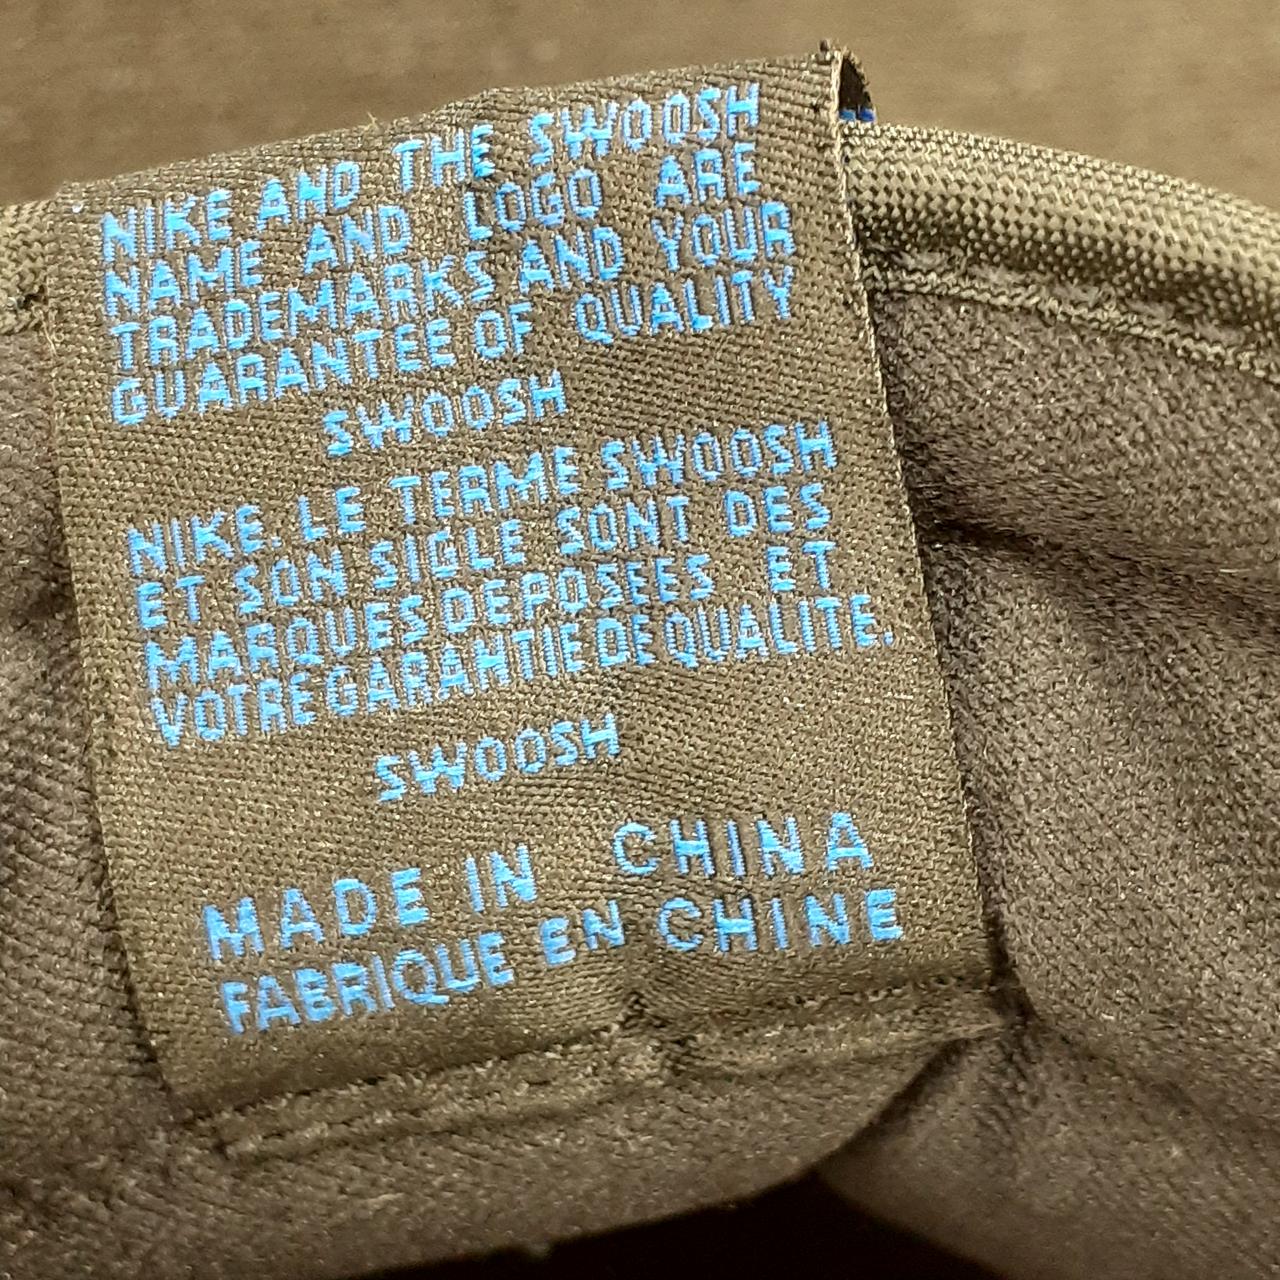 NIKE AND THE SWOOSH
NAME AND LOGO ARE
TRADEMARKS AND YOUR
GUARANTEE OF QUALITY
SWOOSH
NIKE. LE TERME SWOOSH
ET SON SIGLE SONT DES
MARQUES DEPOSEES ET
VOTRE GARANTIE DE QUALITE.
SWOOSH
MADE IN CHINA
FABRIQUE EN CHINE